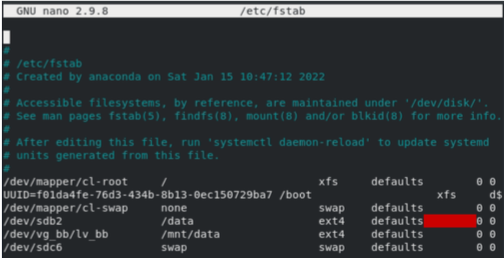 GNU nano 2.9.8 /etc/fstab
#
# /etc/fstab
# Created by anaconda on Sat Jan 15 10:47:12 2022
#
# Accessible filesystems, by reference, are maintained under '/dev/disk/'.
# See man pages fstab(5), findfs(8), mount(8) and/or blkid(8) for more info.
#
# After editing this file, run 'systemctl daemon-reload' to update systemd
# units generated from this file.
#
/dev/mapper/cl-root / xfs defaults 0 0
UUID=f01da4fe-76d3-434b-8b13-0ec150729ba7 /boot xfs d$
/dev/mapper/cl-swap none swap defaults 0 0
/dev/sdb2 /data ext4 defaults 0 0
/dev/vg_bb/lv_bb /mnt/data ext4 defaults 0 0
/dev/sdc6 swap swap defaults 0 0